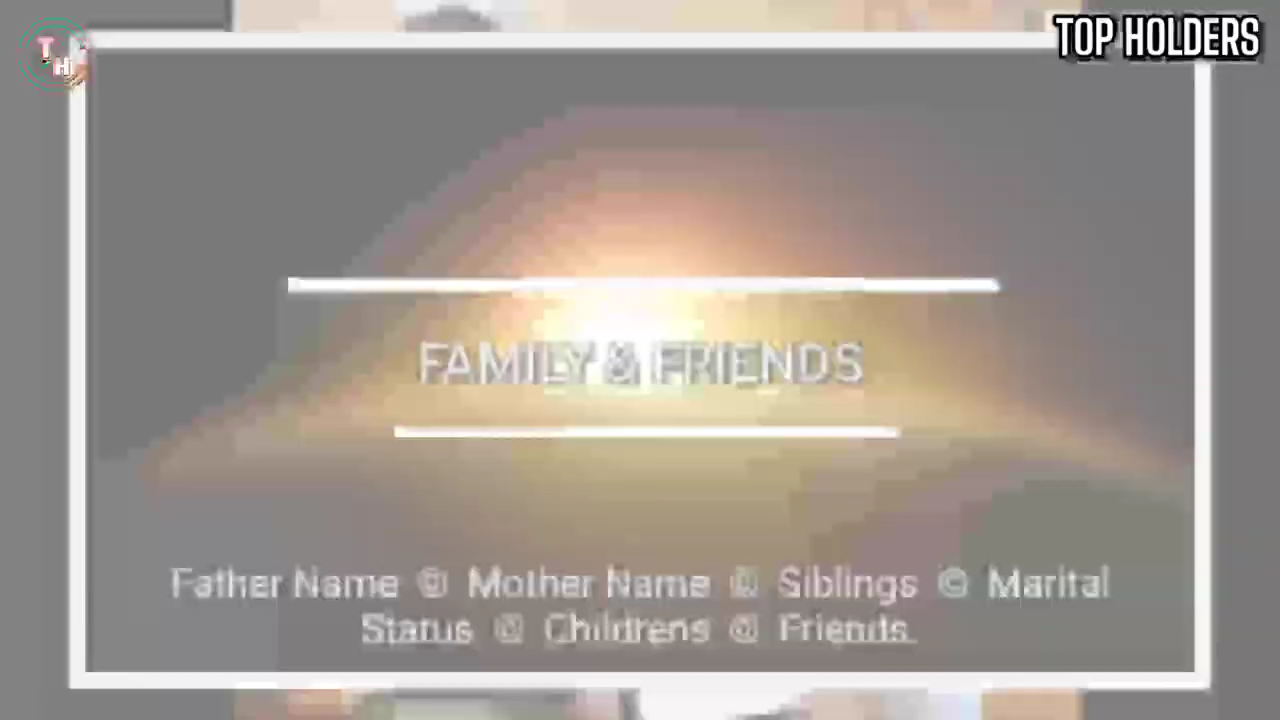 TOP HOLDERS
T
H
FAMILY & FRIENDS
Father Name @ Mother Name @ Siblings @ Marital
Status @ Childrens @ Friends.